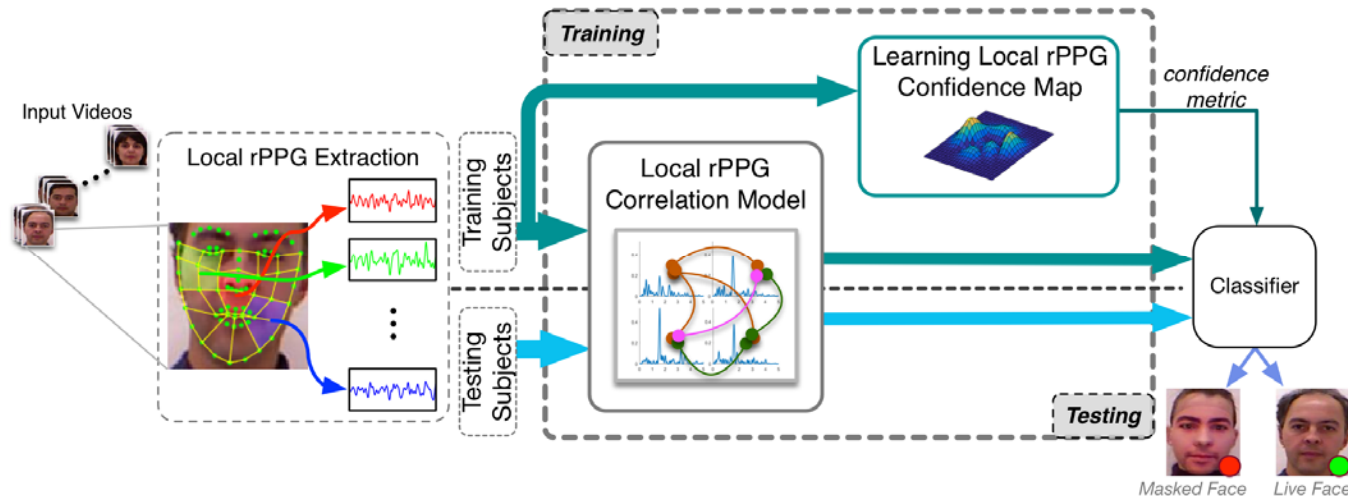 Training
Input Videos
Local rPPG Extraction
Training
Subjects
Testing
Subjects
Local rPPG
Correlation Model
Learning Local rPPG
Confidence Map
confidence
metric
Classifier
Testing
Masked Face
Live Face